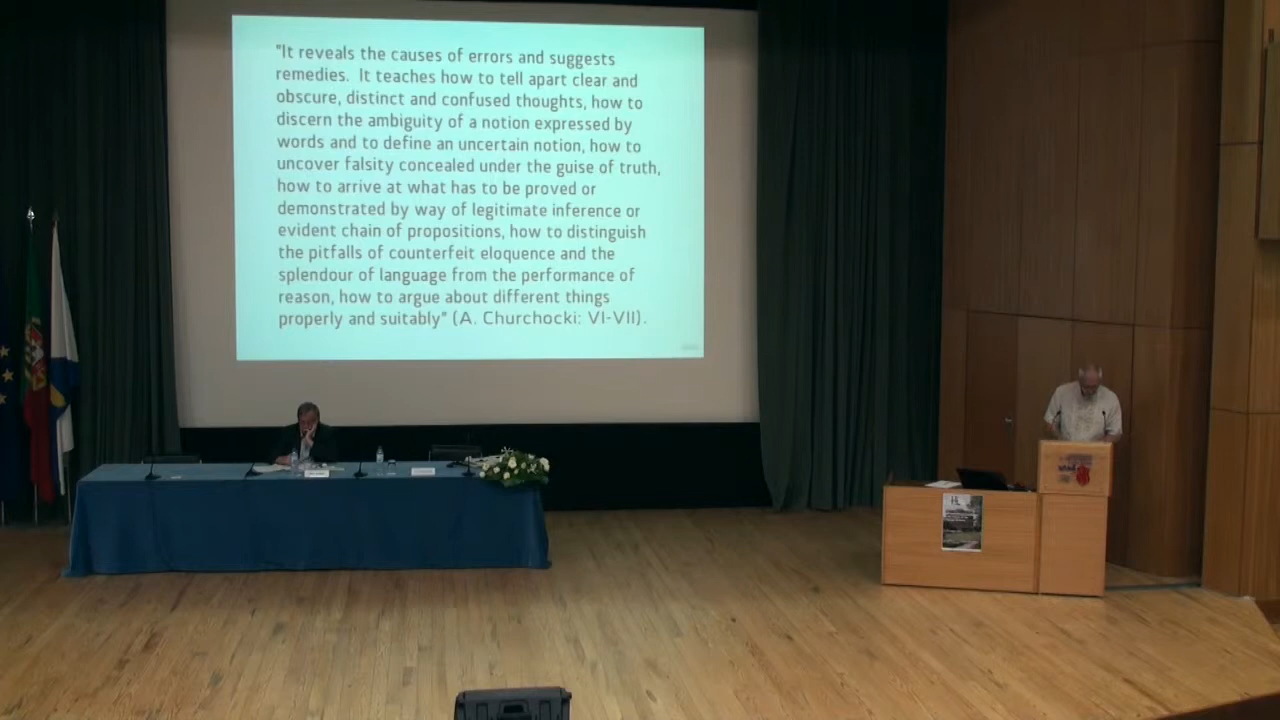 "It reveals the causes of errors and suggests
remedies. It teaches how to tell apart clear and
obscure, distinct and confused thoughts, how to
discern the ambiguity of a notion expressed by
words and to define an uncertain notion, how to
uncover falsity concealed under the guise of truth,
how to arrive at what has to be proved or
demonstrated by way of legitimate inference or
evident chain of propositions, how to distinguish
the pitfalls of counterfeit eloquence and the
splendour of language from the performance of
reason, how to argue about different things
properly and suitably" (A. Churchocki: VI-VII).